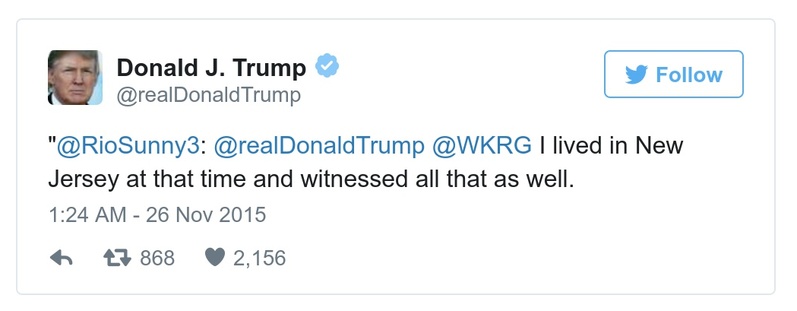 Donald J. Trump
@realDonaldTrump
Follow
"@RioSunny3: @realDonaldTrump @WKRG I lived in New
Jersey at that time and witnessed all that as well.
1:24 AM - 26 Nov 2015
868 2,156